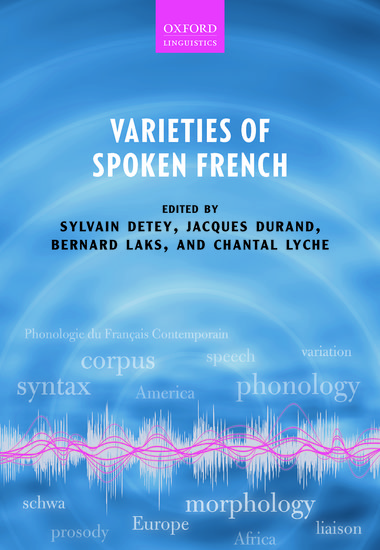 OXFORD
LINGUISTICS
VARIETIES OF
SPOKEN FRENCH
EDITED BY
SYLVAIN DETEY, JACQUES DURAND,
BERNARD LAKS, AND CHANTAL LYCHE
Phonologie du Français Contemporain
corpus speech variation
syntax America phonology
schwa morphology
prosody Europe Africa liaison